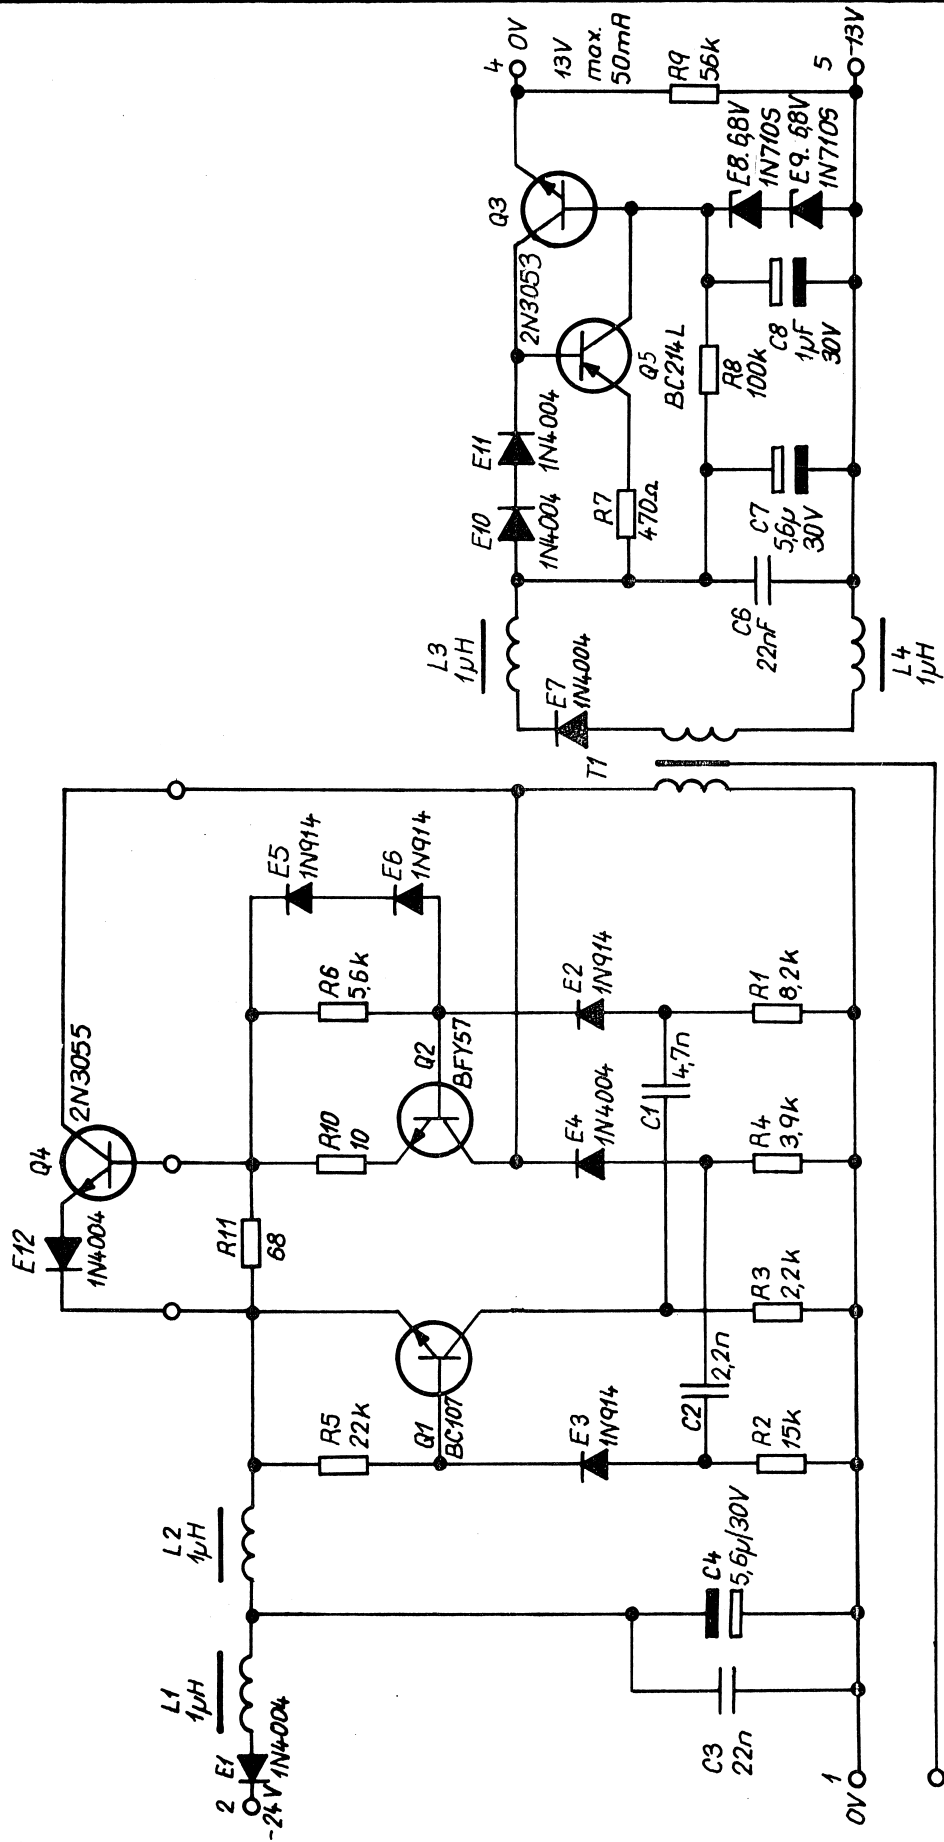 E12
1N4004
Q4
2N3055
L1
1µH
L2
1µH
2
E1
-24V
1N4004
R11
68
R5
22k
R10
10
R6
5,6k
E5
1N914
E6
1N914
Q1
BC107
Q2
BFY57
E3
1N914
E4
1N4004
E2
1N914
C3
22n
C4
5,6µ/30V
C2
2,2n
C1
4,7n
R2
15k
R3
2,2k
R4
3,9k
R1
8,2k
0V
1
T1
E7
1N4004
L3
1µH
L4
1µH
E10
1N4004
E11
1N4004
Q3
2N3053
R7
470Ω
Q5
BC214L
C6
22nF
C7
5,6µ
30V
R8
100k
C8
1µF
30V
E8. 6,8V
1N710S
E9. 6,8V
1N710S
R9
56k
4
0V
13V
max.
50mA
5
-13V